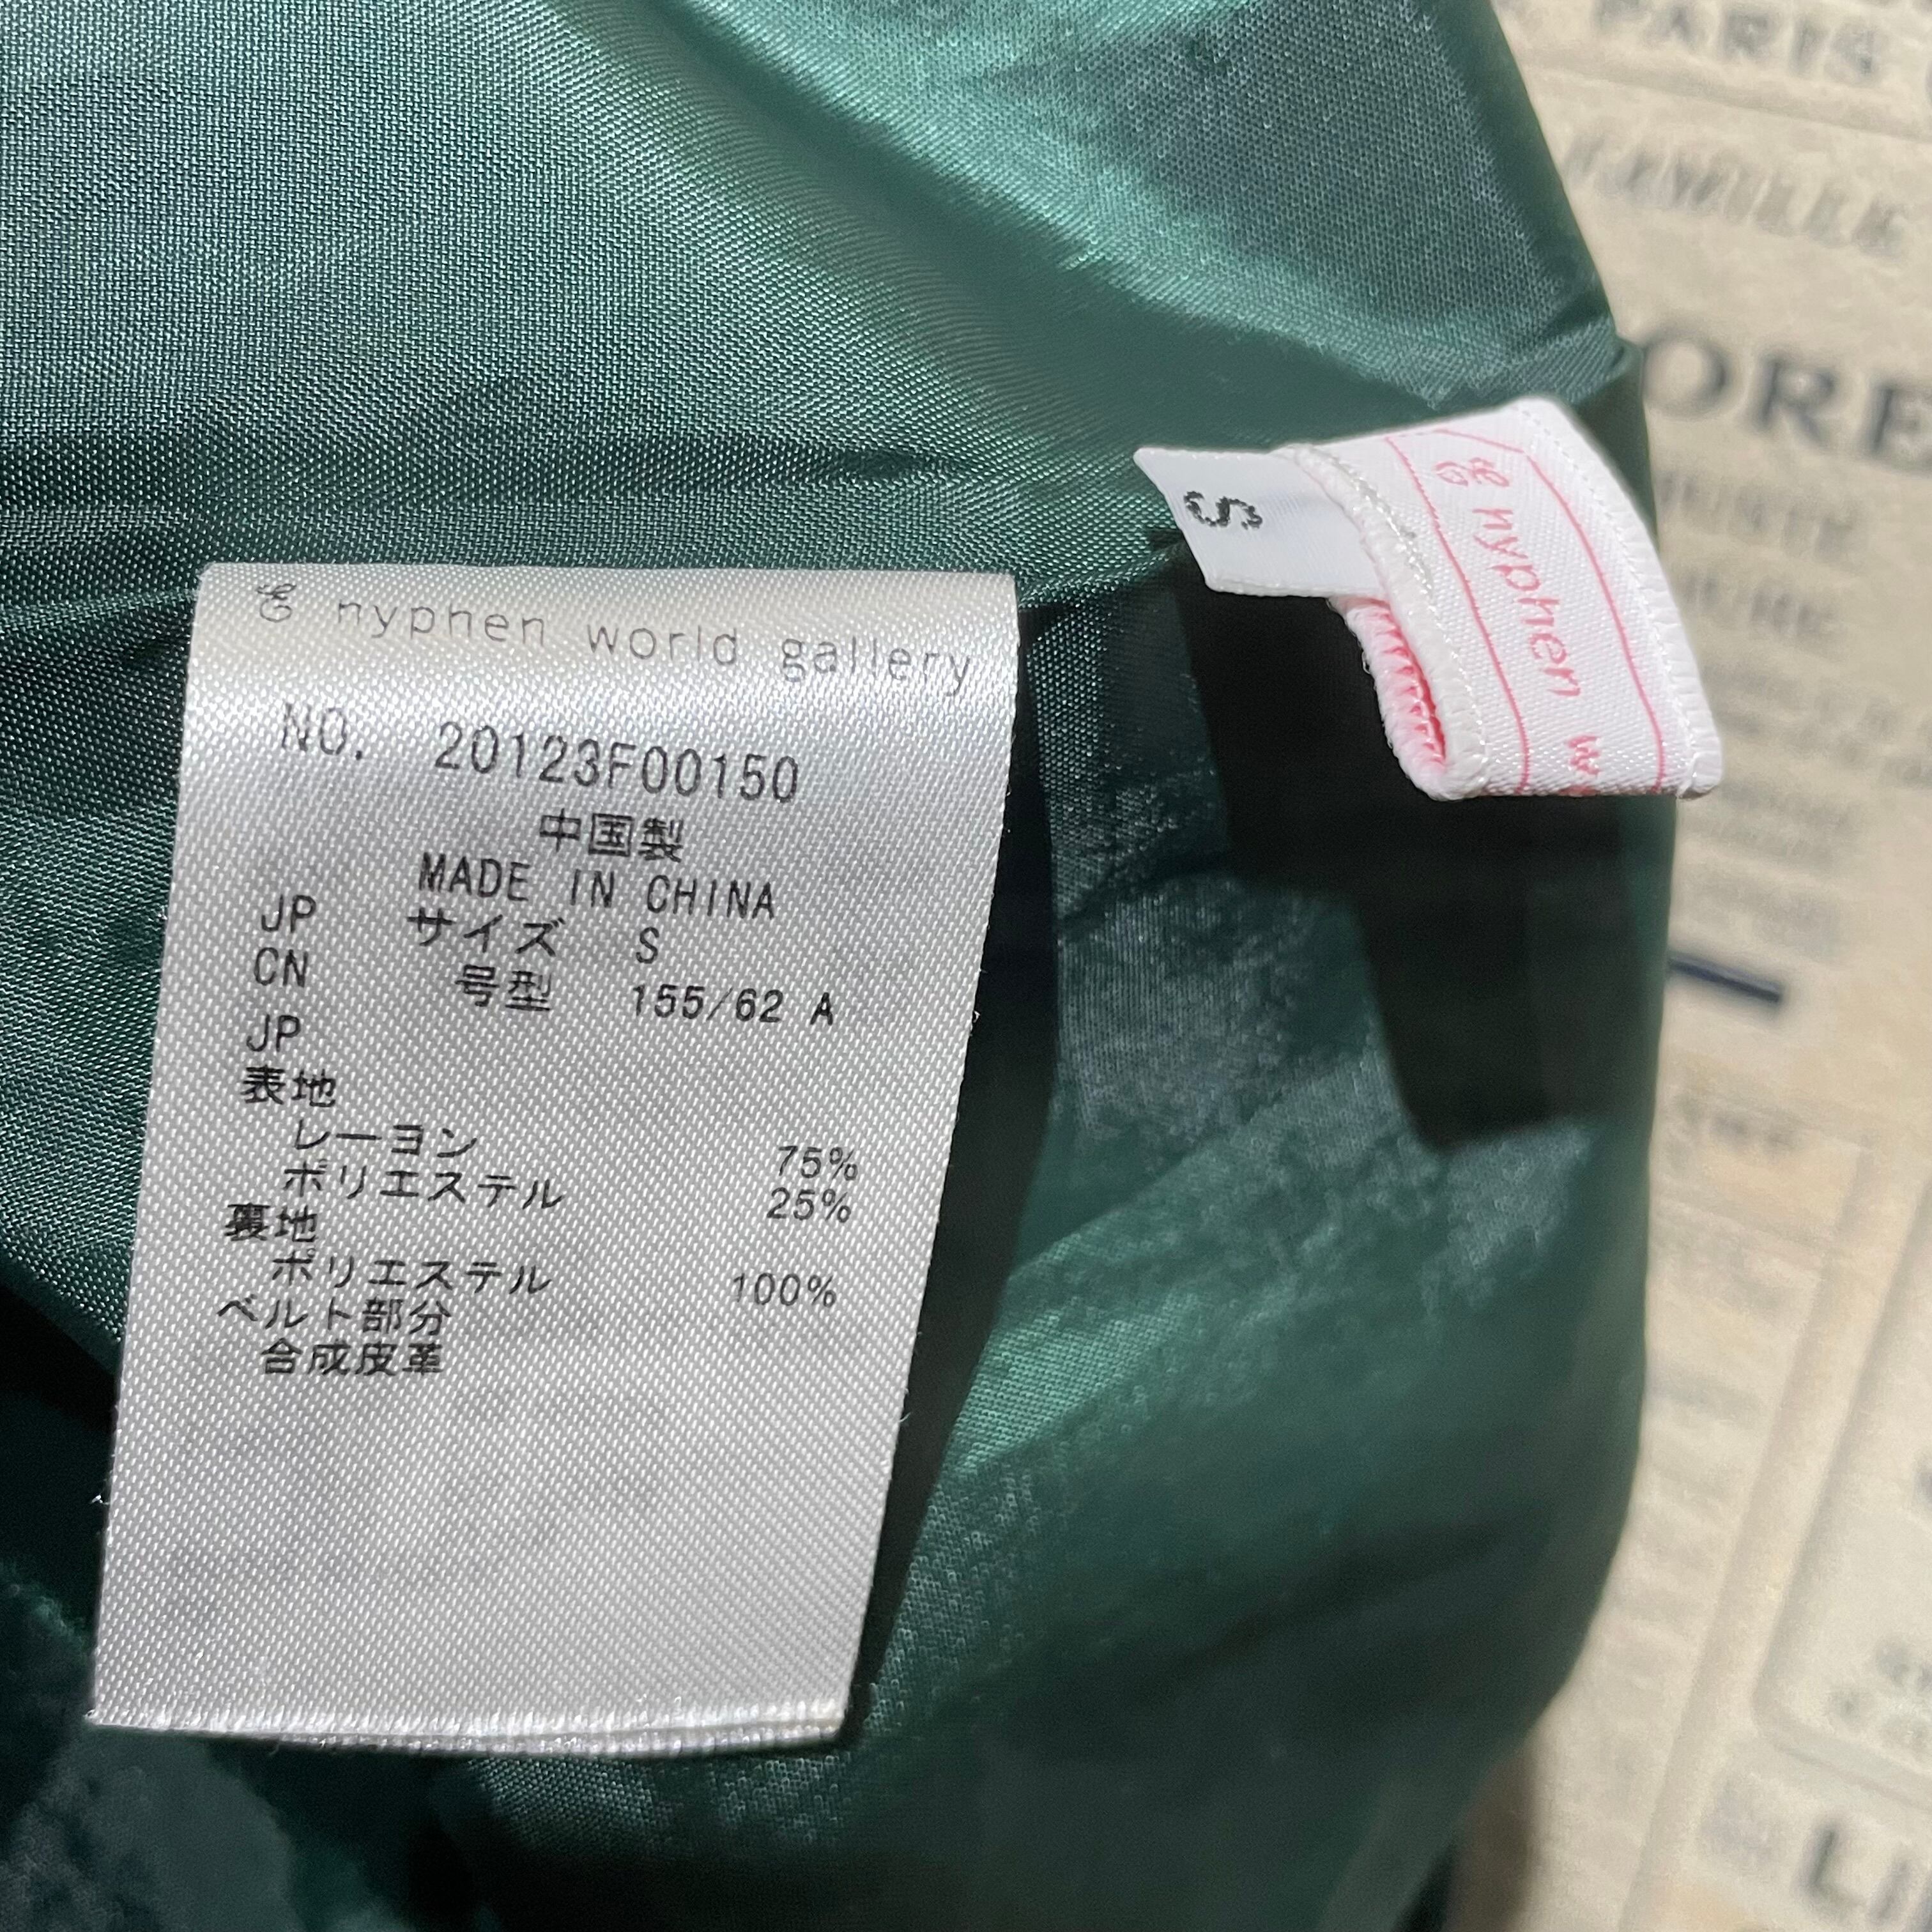 hyphen world gallery
NO. 20123F00150
中国製
MADE IN CHINA
JP サイズ S
CN 号型 155/62 A
JP
表地
レーヨン 75%
ポリエステル 25%
裏地
ポリエステル 100%
ベルト部分
合成皮革
S
hyphen w
PARIS
ORE